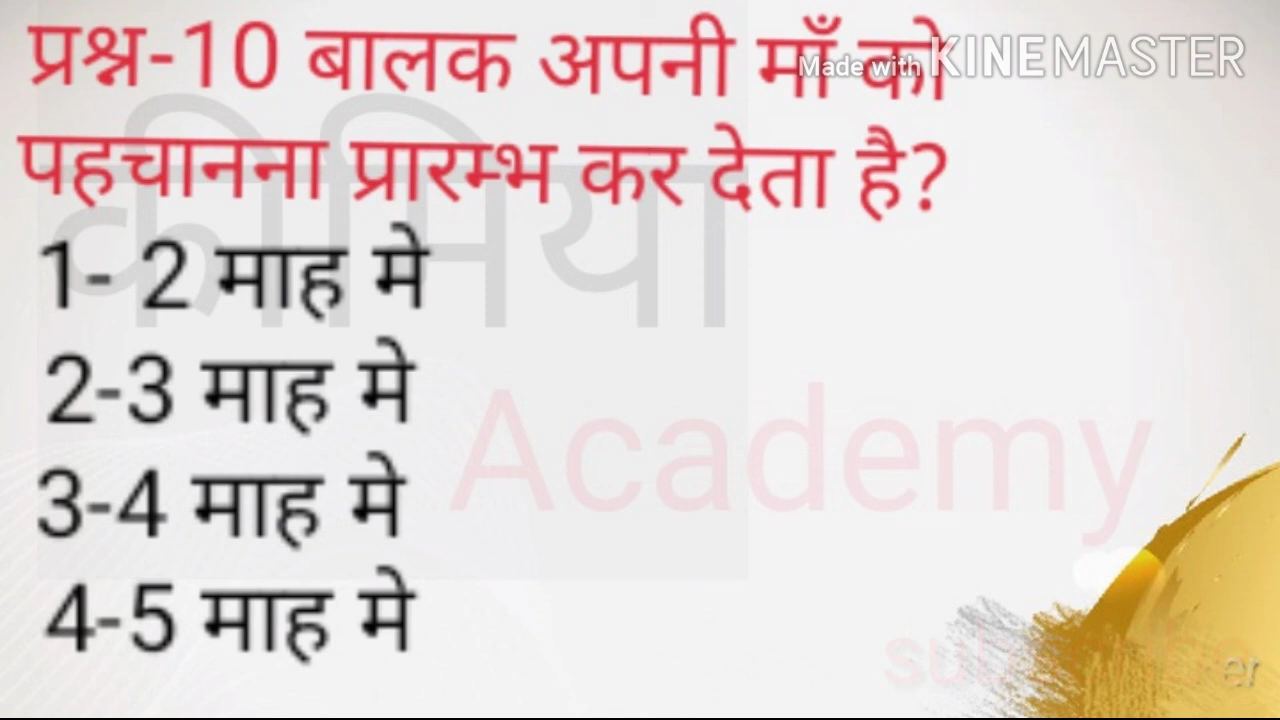 प्रश्न-10 बालक अपनी माँ को
Made with KINEMASTER
पहचानना प्रारम्भ कर देता है?
कीमिया
1- 2 माह मे
2-3 माह मे
Academy
3-4 माह मे
4-5 माह मे